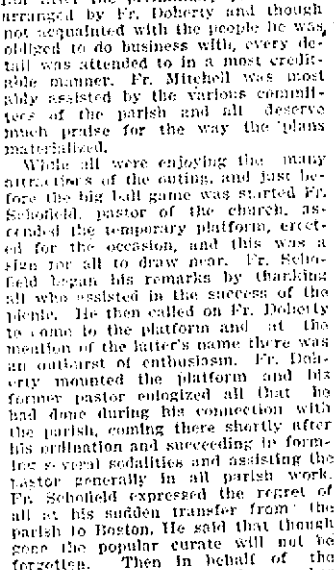 arranged by Fr. Doherty and though
not acquainted with the people he was
obliged to do business with, every de-
tail was attended to in a most credit-
able manner. Fr. Mitchell was most
ably assisted by the various commit-
tees of the parish and all deserve
much praise for the way the plans
materialized.
While all were enjoying the many
attractions of the outing, and just be-
fore the big ball game was started Fr.
Schofield, pastor of the church, as-
cended the temporary platform, erect-
ed for the occasion, and this was a
sign for all to draw near. Fr. Scho-
field began his remarks by thanking
all who assisted in the success of the
picnic. He then called on Fr. Doherty
to come to the platform and at the
mention of the latter's name there was
an outburst of enthusiasm. Fr. Doh-
erty mounted the platform and his
former pastor eulogized all that he
had done during his connection with
the parish, coming there shortly after
his ordination and succeeding in form-
ing several sodalities and assisting the
pastor generally in all parish work.
Fr. Schofield expressed the regret of
all at his sudden transfer from the
parish to Boston. He said that though
gone the popular curate will not be
forgotten. Then in behalf of the